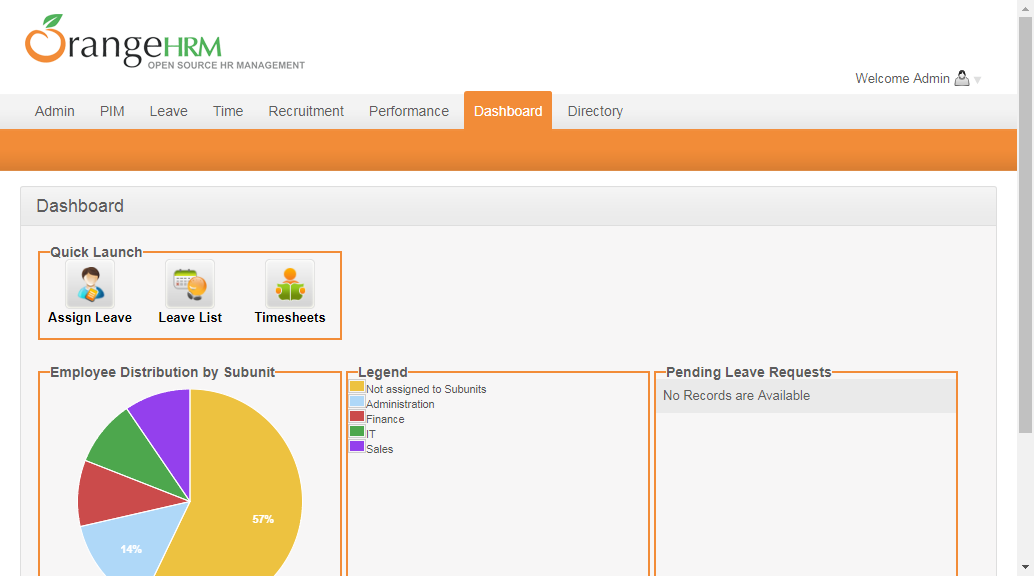 OrangeHRM
OPEN SOURCE HR MANAGEMENT
Welcome Admin
Admin PIM Leave Time Recruitment Performance Dashboard Directory
Dashboard
Quick Launch
Assign Leave Leave List Timesheets
Employee Distribution by Subunit
57%
14%
Legend
Not assigned to Subunits
Administration
Finance
IT
Sales
Pending Leave Requests
No Records are Available